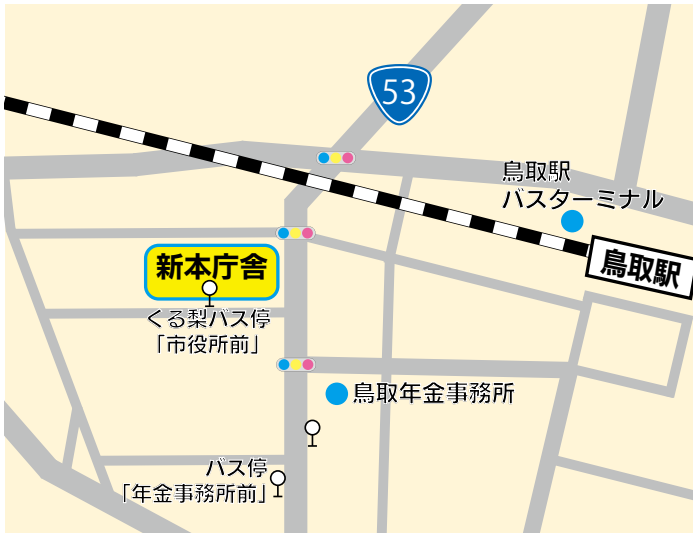 53
鳥取駅
バスターミナル
鳥取駅
新本庁舎
くる梨バス停
「市役所前」
鳥取年金事務所
バス停
「年金事務所前」